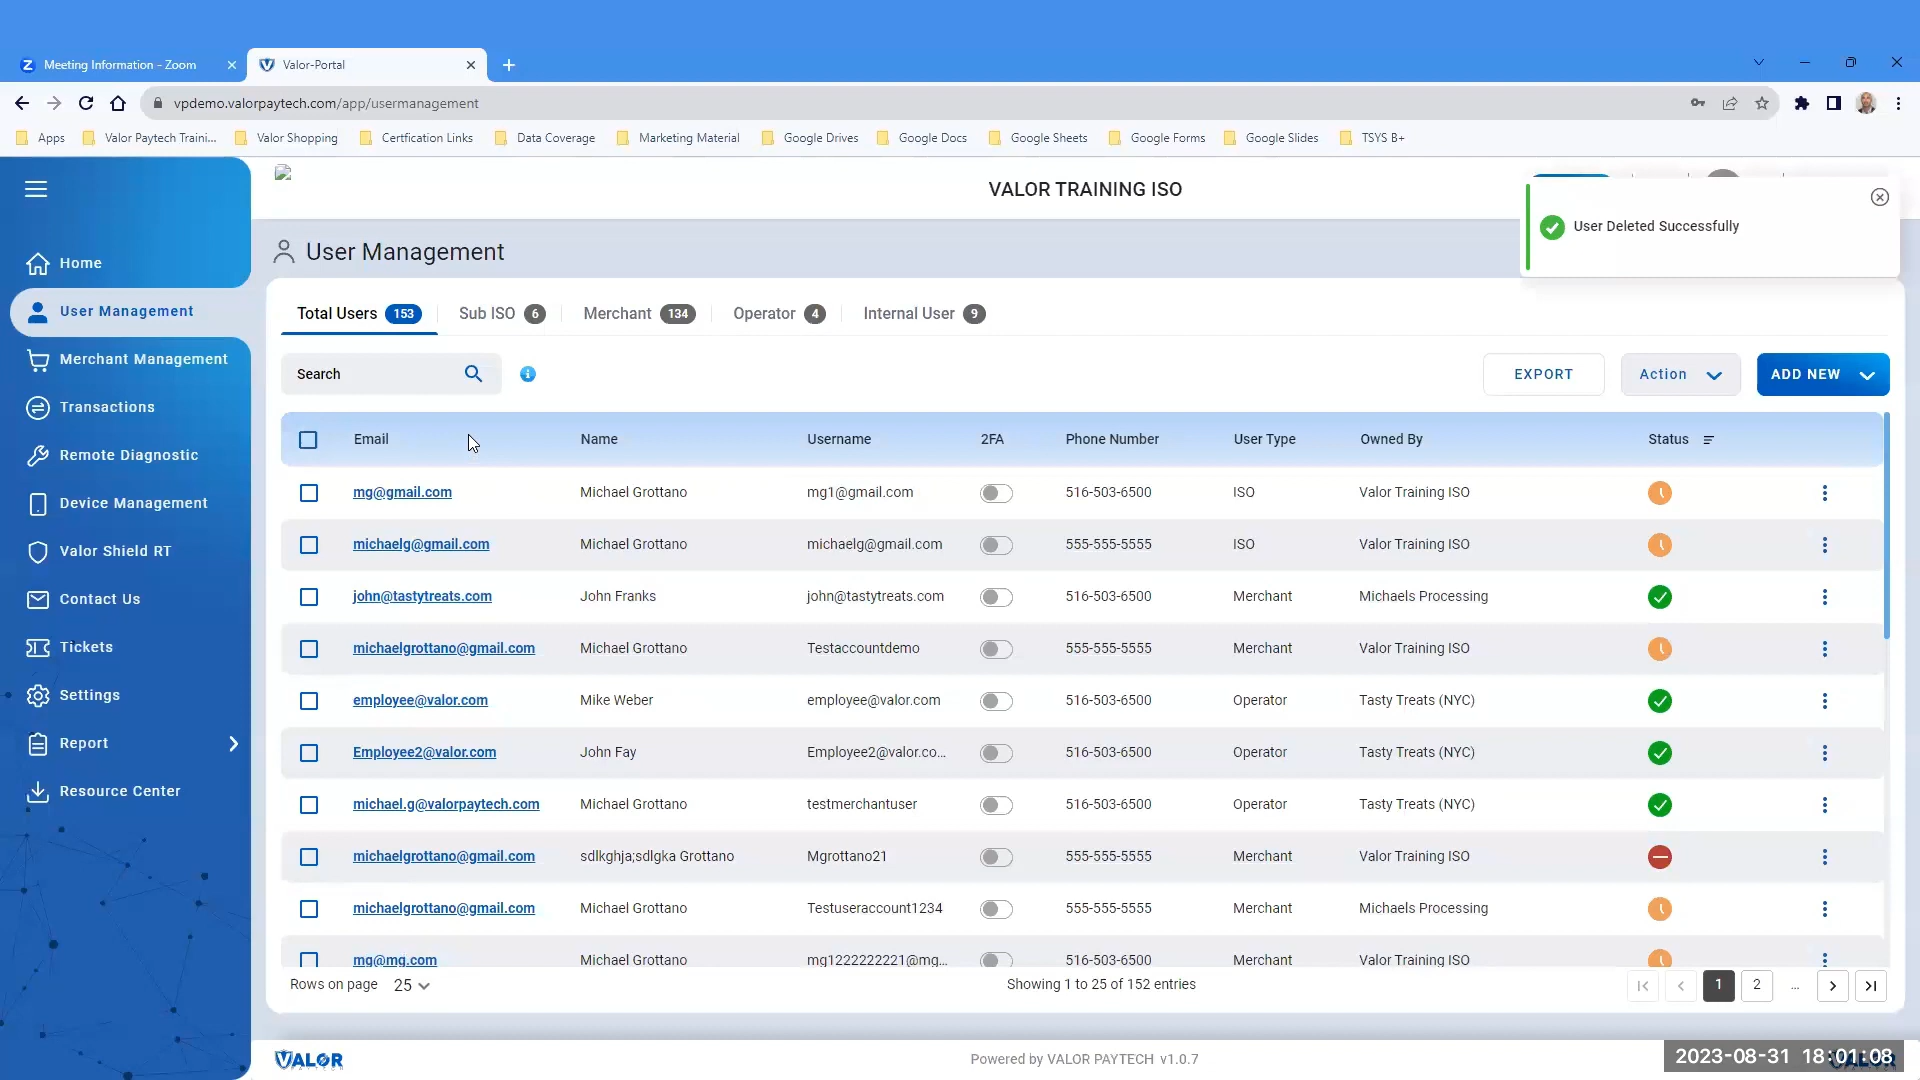 Meeting Information - Zoom
Valor-Portal
vpdemo.valorpaytech.com/app/usermanagement
Apps
Valor Paytech Traini...
Valor Shopping
Certfication Links
Data Coverage
Marketing Material
Google Drives
Google Docs
Google Sheets
Google Forms
Google Slides
TSYS B+
VALOR TRAINING ISO
User Deleted Successfully
Home
User Management
Merchant Management
Transactions
Remote Diagnostic
Device Management
Valor Shield RT
Contact Us
Tickets
Settings
Report
Resource Center
User Management
Total Users 153 Sub ISO 6 Merchant 134 Operator 4 Internal User 9
Search EXPORT Action ADD NEW
Email Name Username 2FA Phone Number User Type Owned By Status
mg@gmail.com Michael Grottano mg1@gmail.com 516-503-6500 ISO Valor Training ISO
michaelg@gmail.com Michael Grottano michaelg@gmail.com 555-555-5555 ISO Valor Training ISO
john@tastytreats.com John Franks john@tastytreats.com 516-503-6500 Merchant Michaels Processing
michaelgrottano@gmail.com Michael Grottano Testaccountdemo 555-555-5555 Merchant Valor Training ISO
employee@valor.com Mike Weber employee@valor.com 516-503-6500 Operator Tasty Treats (NYC)
Employee2@valor.com John Fay Employee2@valor.co... 516-503-6500 Operator Tasty Treats (NYC)
michael.g@valorpaytech.com Michael Grottano testmerchantuser 516-503-6500 Operator Tasty Treats (NYC)
michaelgrottano@gmail.com sdlkghja;sdlgka Grottano Mgrottano21 555-555-5555 Merchant Valor Training ISO
michaelgrottano@gmail.com Michael Grottano Testuseraccount1234 555-555-5555 Merchant Michaels Processing
mg@mg.com Michael Grottano mg1222222221@mg... 516-503-6500 Merchant Valor Training ISO
Rows on page 25 Showing 1 to 25 of 152 entries 1 2 ...
VALOR
PAYTECH
Powered by VALOR PAYTECH v1.0.7
2023-08-31 18:01:08